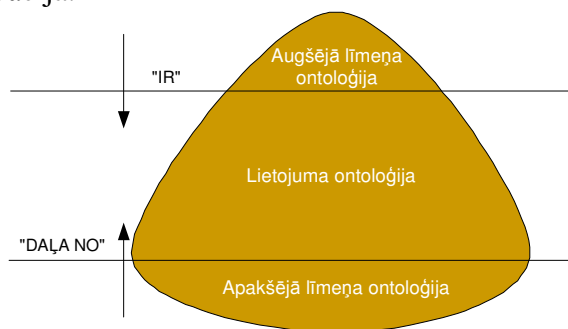 Augšējā līmeņa
ontoloģija
"IR"
Lietojuma ontoloģija
"DAĻA NO"
Apakšējā līmeņa ontoloģija